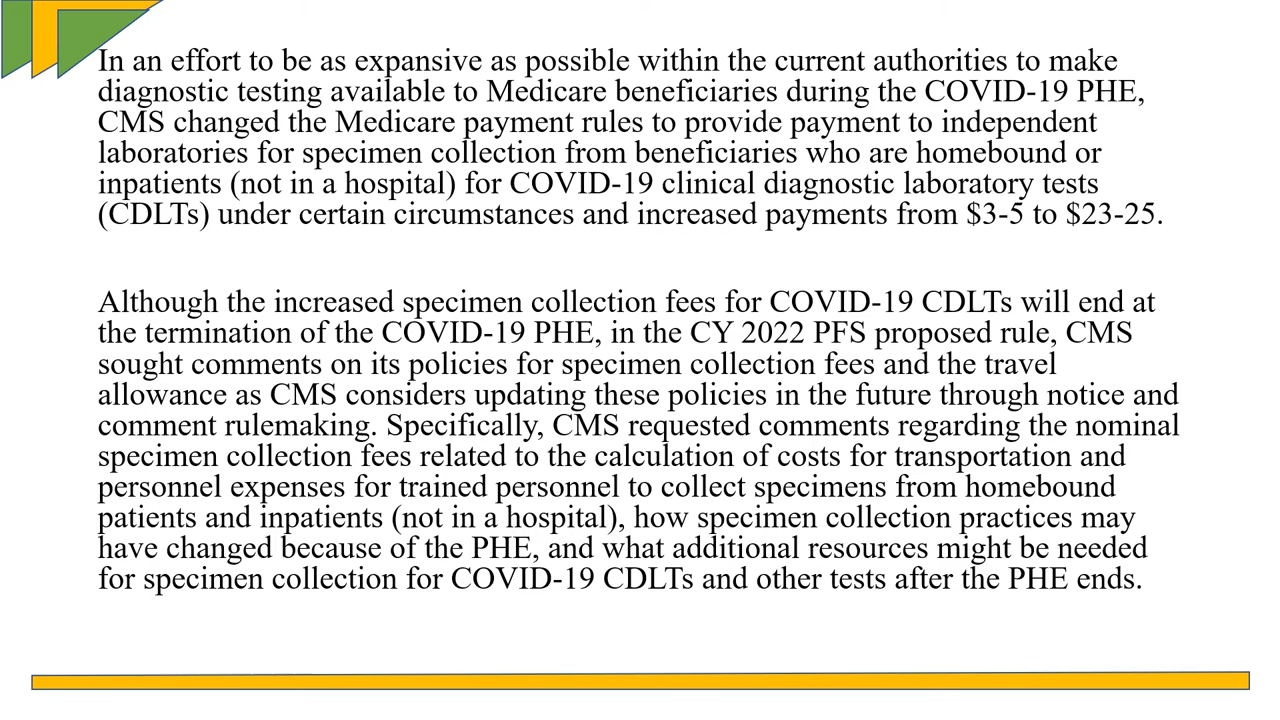 In an effort to be as expansive as possible within the current authorities to make
diagnostic testing available to Medicare beneficiaries during the COVID-19 PHE,
CMS changed the Medicare payment rules to provide payment to independent
laboratories for specimen collection from beneficiaries who are homebound or
inpatients (not in a hospital) for COVID-19 clinical diagnostic laboratory tests
(CDLTs) under certain circumstances and increased payments from $3-5 to $23-25.
Although the increased specimen collection fees for COVID-19 CDLTs will end at
the termination of the COVID-19 PHE, in the CY 2022 PFS proposed rule, CMS
sought comments on its policies for specimen collection fees and the travel
allowance as CMS considers updating these policies in the future through notice and
comment rulemaking. Specifically, CMS requested comments regarding the nominal
specimen collection fees related to the calculation of costs for transportation and
personnel expenses for trained personnel to collect specimens from homebound
patients and inpatients (not in a hospital), how specimen collection practices may
have changed because of the PHE, and what additional resources might be needed
for specimen collection for COVID-19 CDLTs and other tests after the PHE ends.